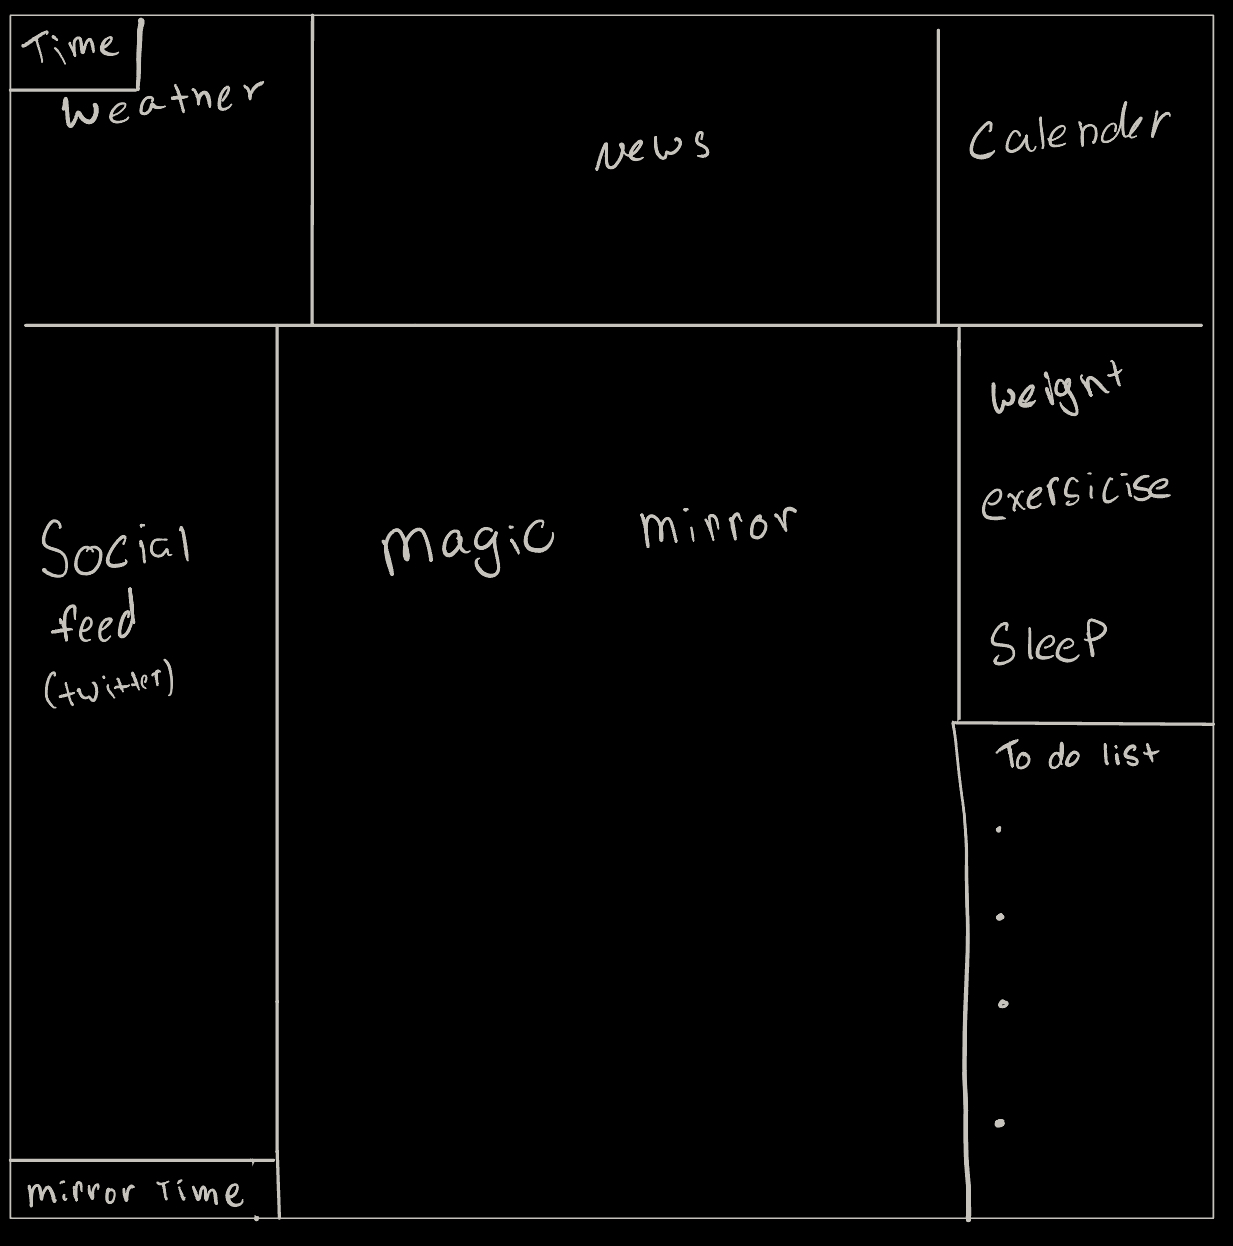 Time
Weather
News
Calender
Weight
exersicise
Sleep
Social
feed
(twitter)
Magic mirror
To do list
mirror Time